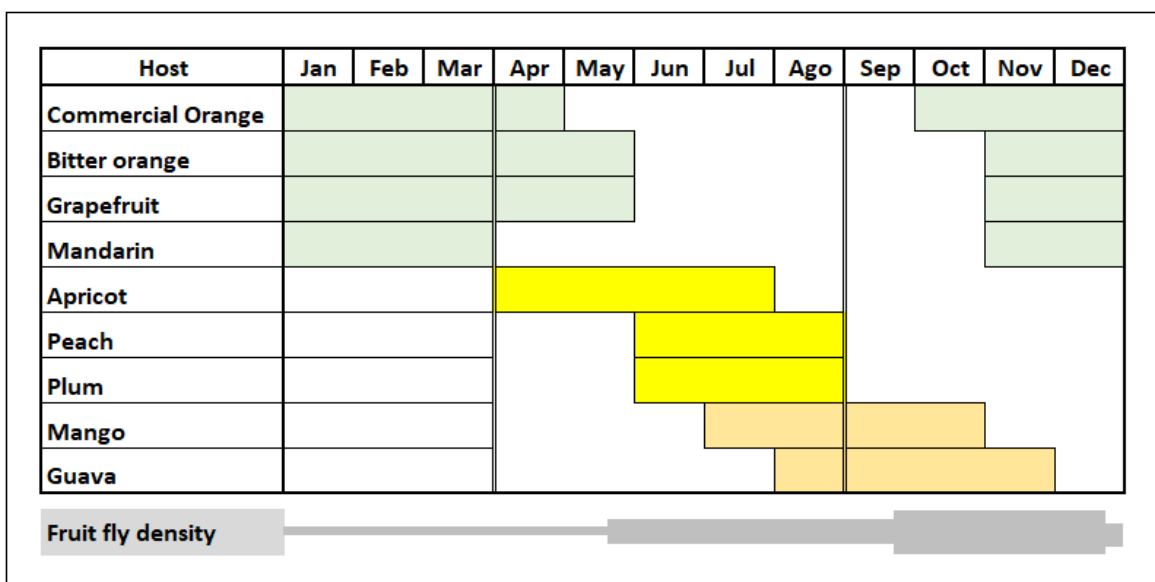 Host Jan Feb Mar Apr May Jun Jul Ago Sep Oct Nov Dec
Commercial Orange
Bitter orange
Grapefruit
Mandarin
Apricot
Peach
Plum
Mango
Guava
Fruit fly density